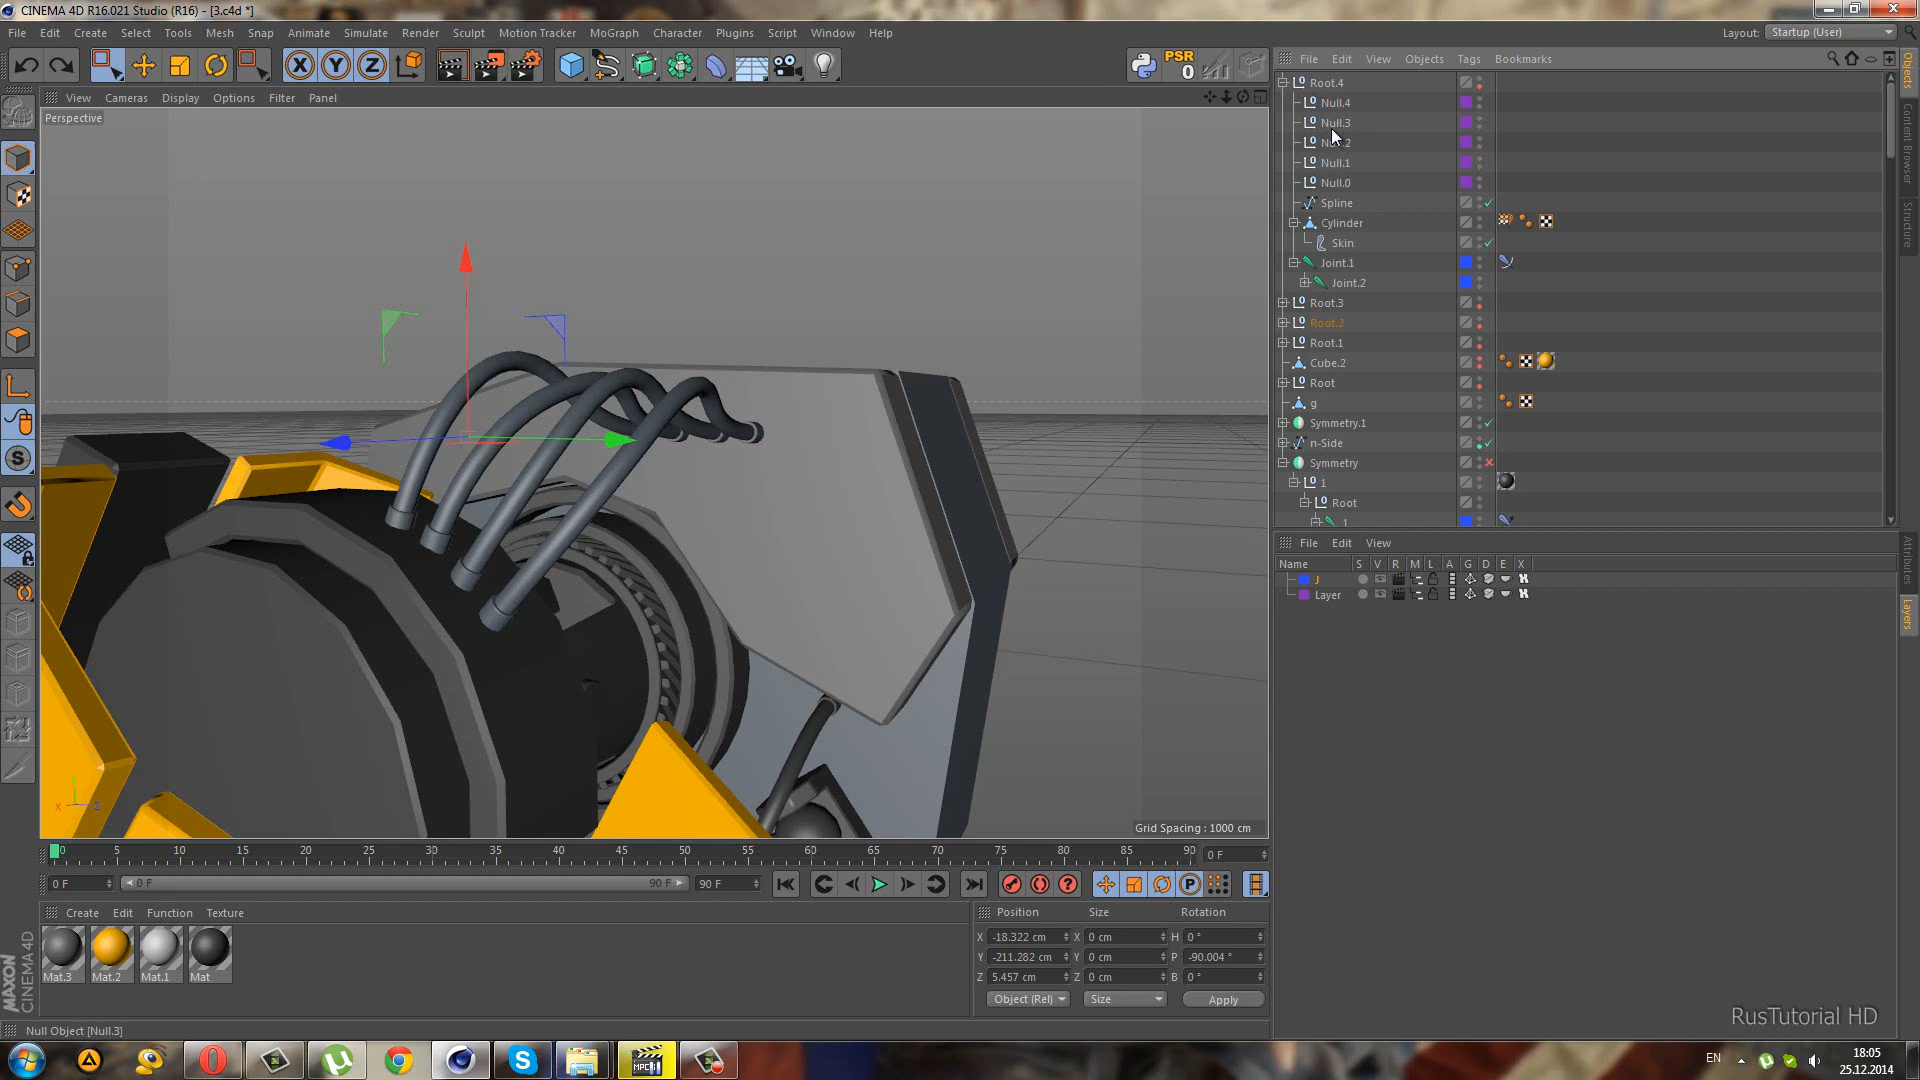 CINEMA 4D R16.021 Studio (R16) - [3.c4d *]
File Edit Create Select Tools Mesh Snap Animate Simulate Render Sculpt Motion Tracker MoGraph Character Plugins Script Window Help
Layout: Startup (User)
PSR
0
X Y Z
File Edit View Objects Tags Bookmarks
View Cameras Display Options Filter Panel
Perspective
Root.4
Null.4
Null.3
Null.2
Null.1
Null.0
Spline
Cylinder
Skin
Joint.1
Joint.2
Root.3
Root.2
Root.1
Cube.2
Root
g
Symmetry.1
n-Side
Symmetry
1
Root
1
Objects
Content Browser
Structure
Attributes
Layers
File Edit View
Name S V R M L A G D E X
J
Layer
Grid Spacing : 1000 cm
0 5 10 15 20 25 30 35 40 45 50 55 60 65 70 75 80 85 90 0 F
0 F 0 F 90 F 90 F
Create Edit Function Texture
Mat.3 Mat.2 Mat.1 Mat
MAXON
CINEMA 4D
Position Size Rotation
X -18.322 cm X 0 cm H 0 °
Y -211.282 cm Y 0 cm P -90.004 °
Z 5.457 cm Z 0 cm B 0 °
Object (Rel) Size Apply
Null Object [Null.3]
RusTutorial HD
EN
18:05
25.12.2014